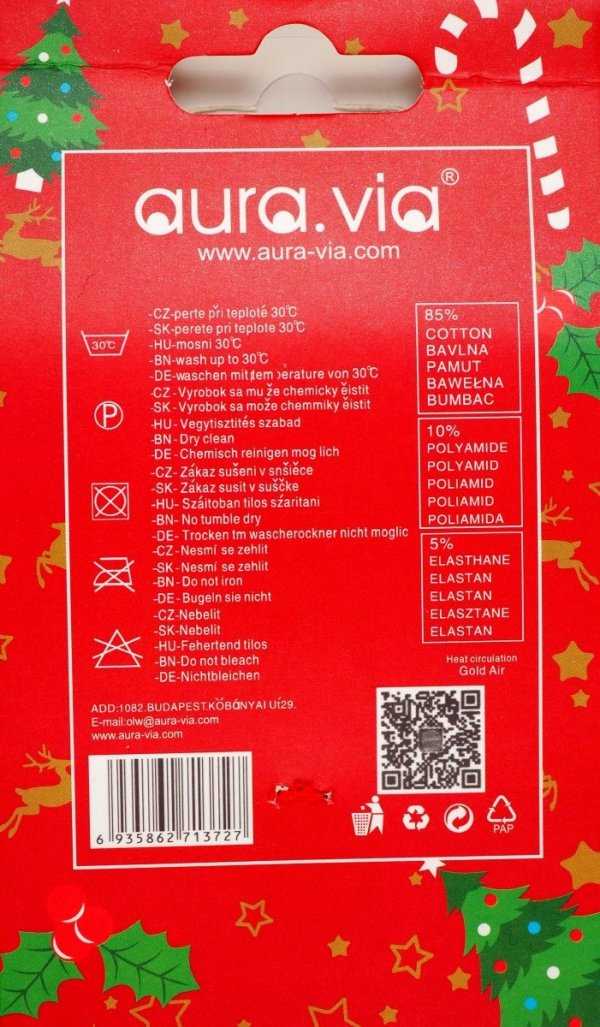 aura.via®
www.aura-via.com
30℃
-CZ-perte při teplotě 30℃
-SK-perete pri teplote 30℃
-HU-mosni 30℃
-BN-wash up to 30℃
-DE-waschen mit tem erature von 30℃
P
-CZ-Vyrobok sa mu že chemicky ěistit
-SK-Vyrobok sa može chemmiky ěistit
-HU-Vegytisztités szabad
-BN-Dry clean
-DE-Chemisch reinigen mog lich
-CZ-Zákaz sušeni v snšiěce
-SK-Zákaz susit v suščke
-HU-Száitoban tilos száritani
-BN-No tumble dry
-DE-Trocken tm wascherockner nicht moglic
-CZ-Nesmí se zehlit
-SK-Nesmí se zehlit
-BN-Do not iron
-DE-Bugeln sie nicht
-CZ-Nebelit
-SK-Nebelit
-HU-Fehertend tilos
-BN-Do not bleach
-DE-Nichtbleichen
85%
COTTON
BAVLNA
PAMUT
BAWEŁNA
BUMBAC
10%
POLYAMIDE
POLYAMID
POLIAMID
POLIAMID
POLIAMIDA
5%
ELASTHANE
ELASTAN
ELASTAN
ELASZTANE
ELASTAN
Heat circulation
Gold Air
ADD:1082.BUDAPEST.KŐBÁNYAI Uí29.
E-mail:olw@aura-via.com
www.aura-via.com
6 935862 713727
PAP